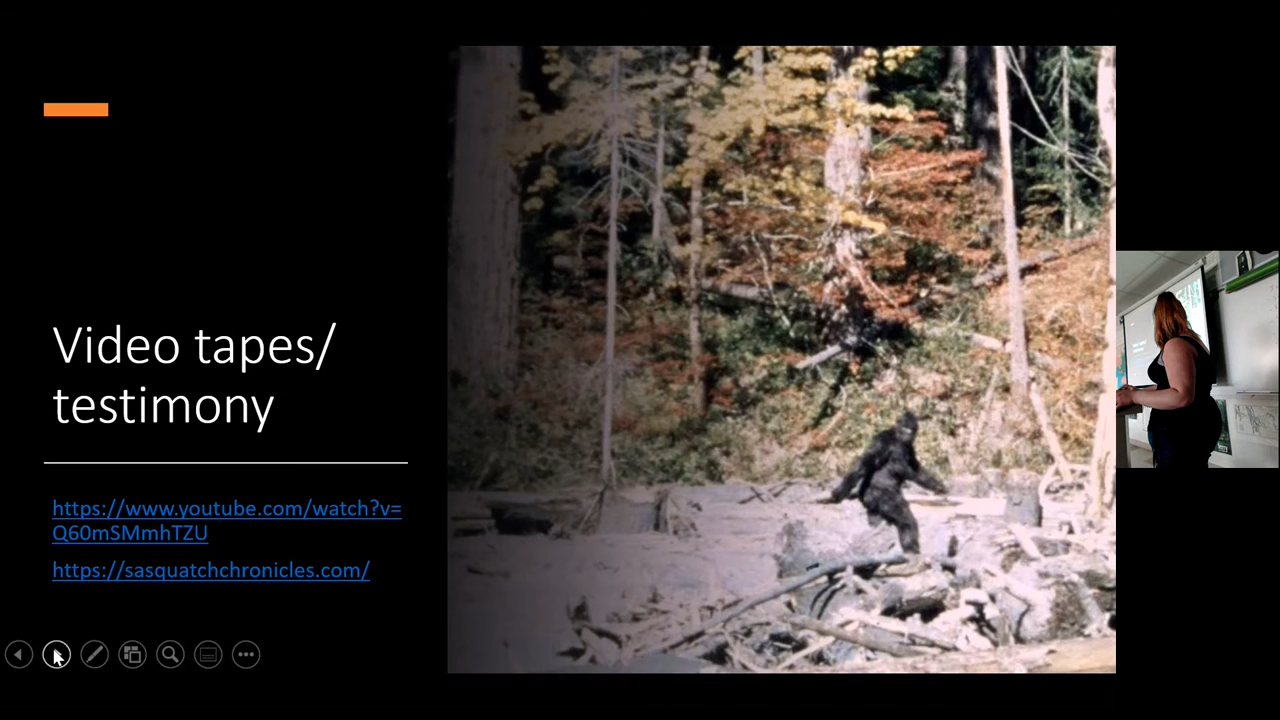 Video tapes/
testimony
https://www.youtube.com/watch?v=
Q60mSMmhTZU
https://sasquatchchronicles.com/